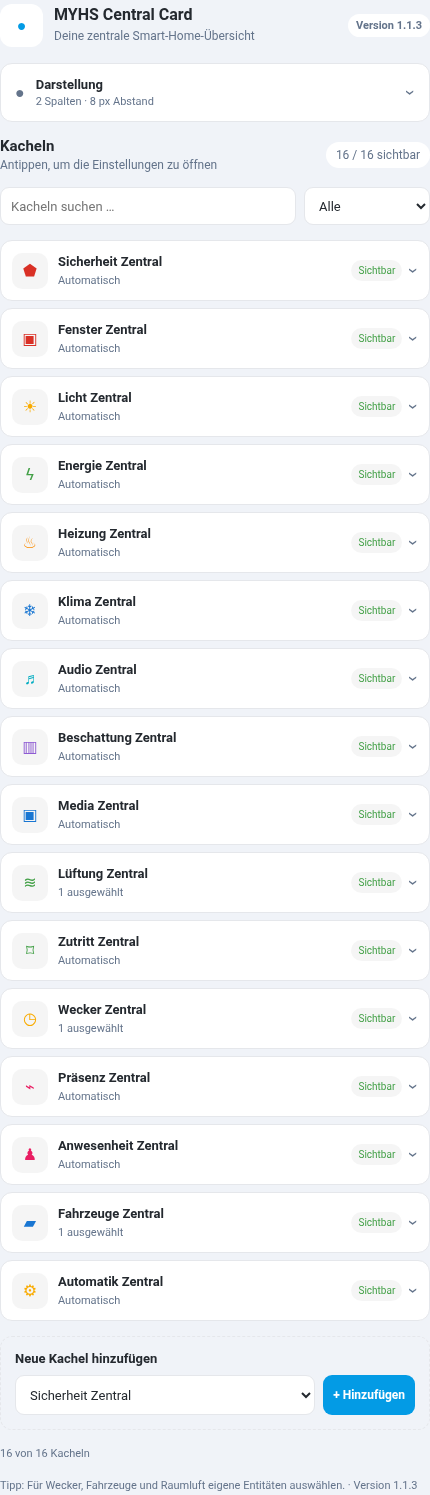 MYHS Central Card
Deine zentrale Smart-Home-Übersicht
Version 1.1.3
Darstellung
2 Spalten · 8 px Abstand
Kacheln
Antippen, um die Einstellungen zu öffnen
16 / 16 sichtbar
Kacheln suchen …
Alle
Sicherheit Zentral
Automatisch
Sichtbar
Fenster Zentral
Automatisch
Sichtbar
Licht Zentral
Automatisch
Sichtbar
Energie Zentral
Automatisch
Sichtbar
Heizung Zentral
Automatisch
Sichtbar
Klima Zentral
Automatisch
Sichtbar
Audio Zentral
Automatisch
Sichtbar
Beschattung Zentral
Automatisch
Sichtbar
Media Zentral
Automatisch
Sichtbar
Lüftung Zentral
1 ausgewählt
Sichtbar
Zutritt Zentral
Automatisch
Sichtbar
Wecker Zentral
1 ausgewählt
Sichtbar
Präsenz Zentral
Automatisch
Sichtbar
Anwesenheit Zentral
Automatisch
Sichtbar
Fahrzeuge Zentral
1 ausgewählt
Sichtbar
Automatik Zentral
Automatisch
Sichtbar
Neue Kachel hinzufügen
Sicherheit Zentral
+ Hinzufügen
16 von 16 Kacheln
Tipp: Für Wecker, Fahrzeuge und Raumluft eigene Entitäten auswählen. · Version 1.1.3